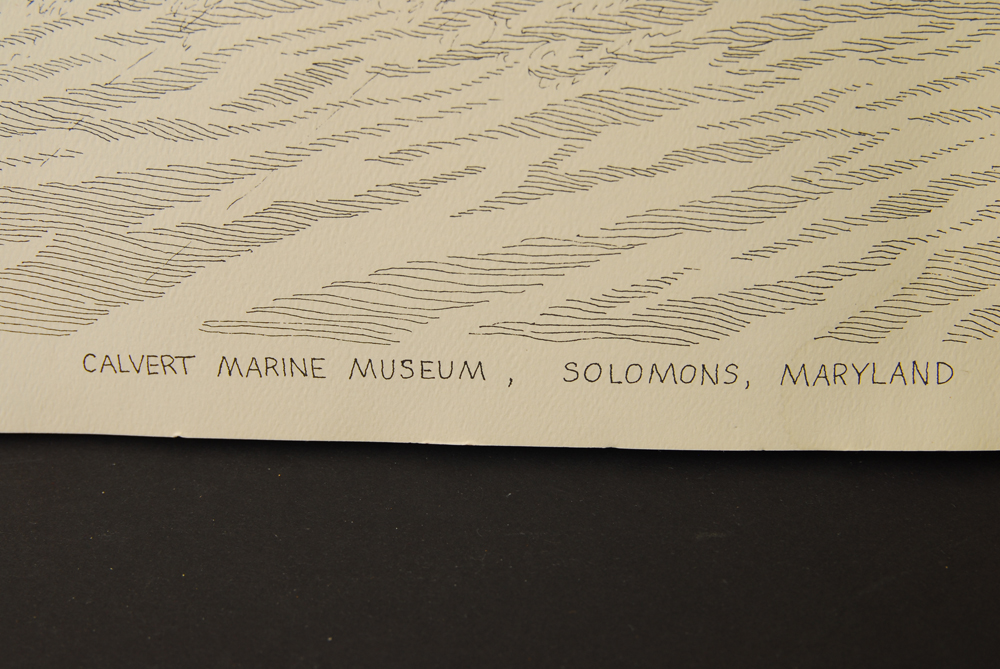 CALVERT MARINE MUSEUM, SOLOMONS, MARYLAND